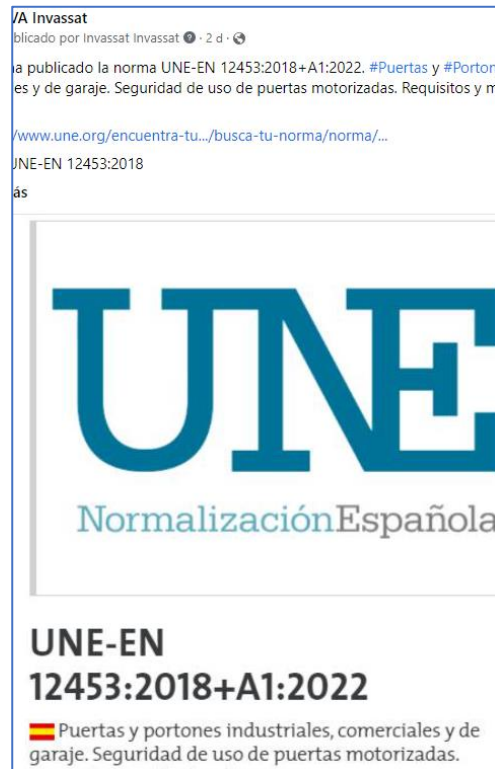 /A Invassat
blicado por Invassat Invassat · 2 d ·
a publicado la norma UNE-EN 12453:2018+A1:2022. #Puertas y #Porton
es y de garaje. Seguridad de uso de puertas motorizadas. Requisitos y m
/www.une.org/encuentra-tu.../busca-tu-norma/norma/...
UNE-EN 12453:2018
ás
UNE
NormalizaciónEspañola
UNE-EN
12453:2018+A1:2022
Puertas y portones industriales, comerciales y de
garaje. Seguridad de uso de puertas motorizadas.